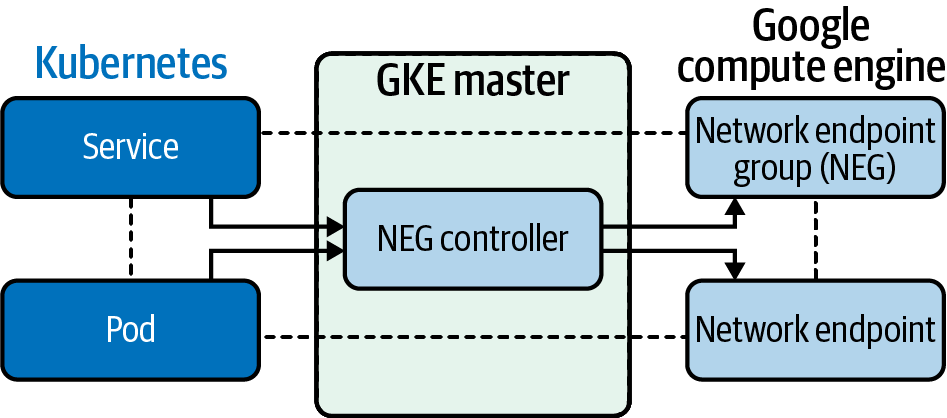 Kubernetes
Service
Pod
GKE master
NEG controller
Google
compute engine
Network endpoint
group (NEG)
Network endpoint